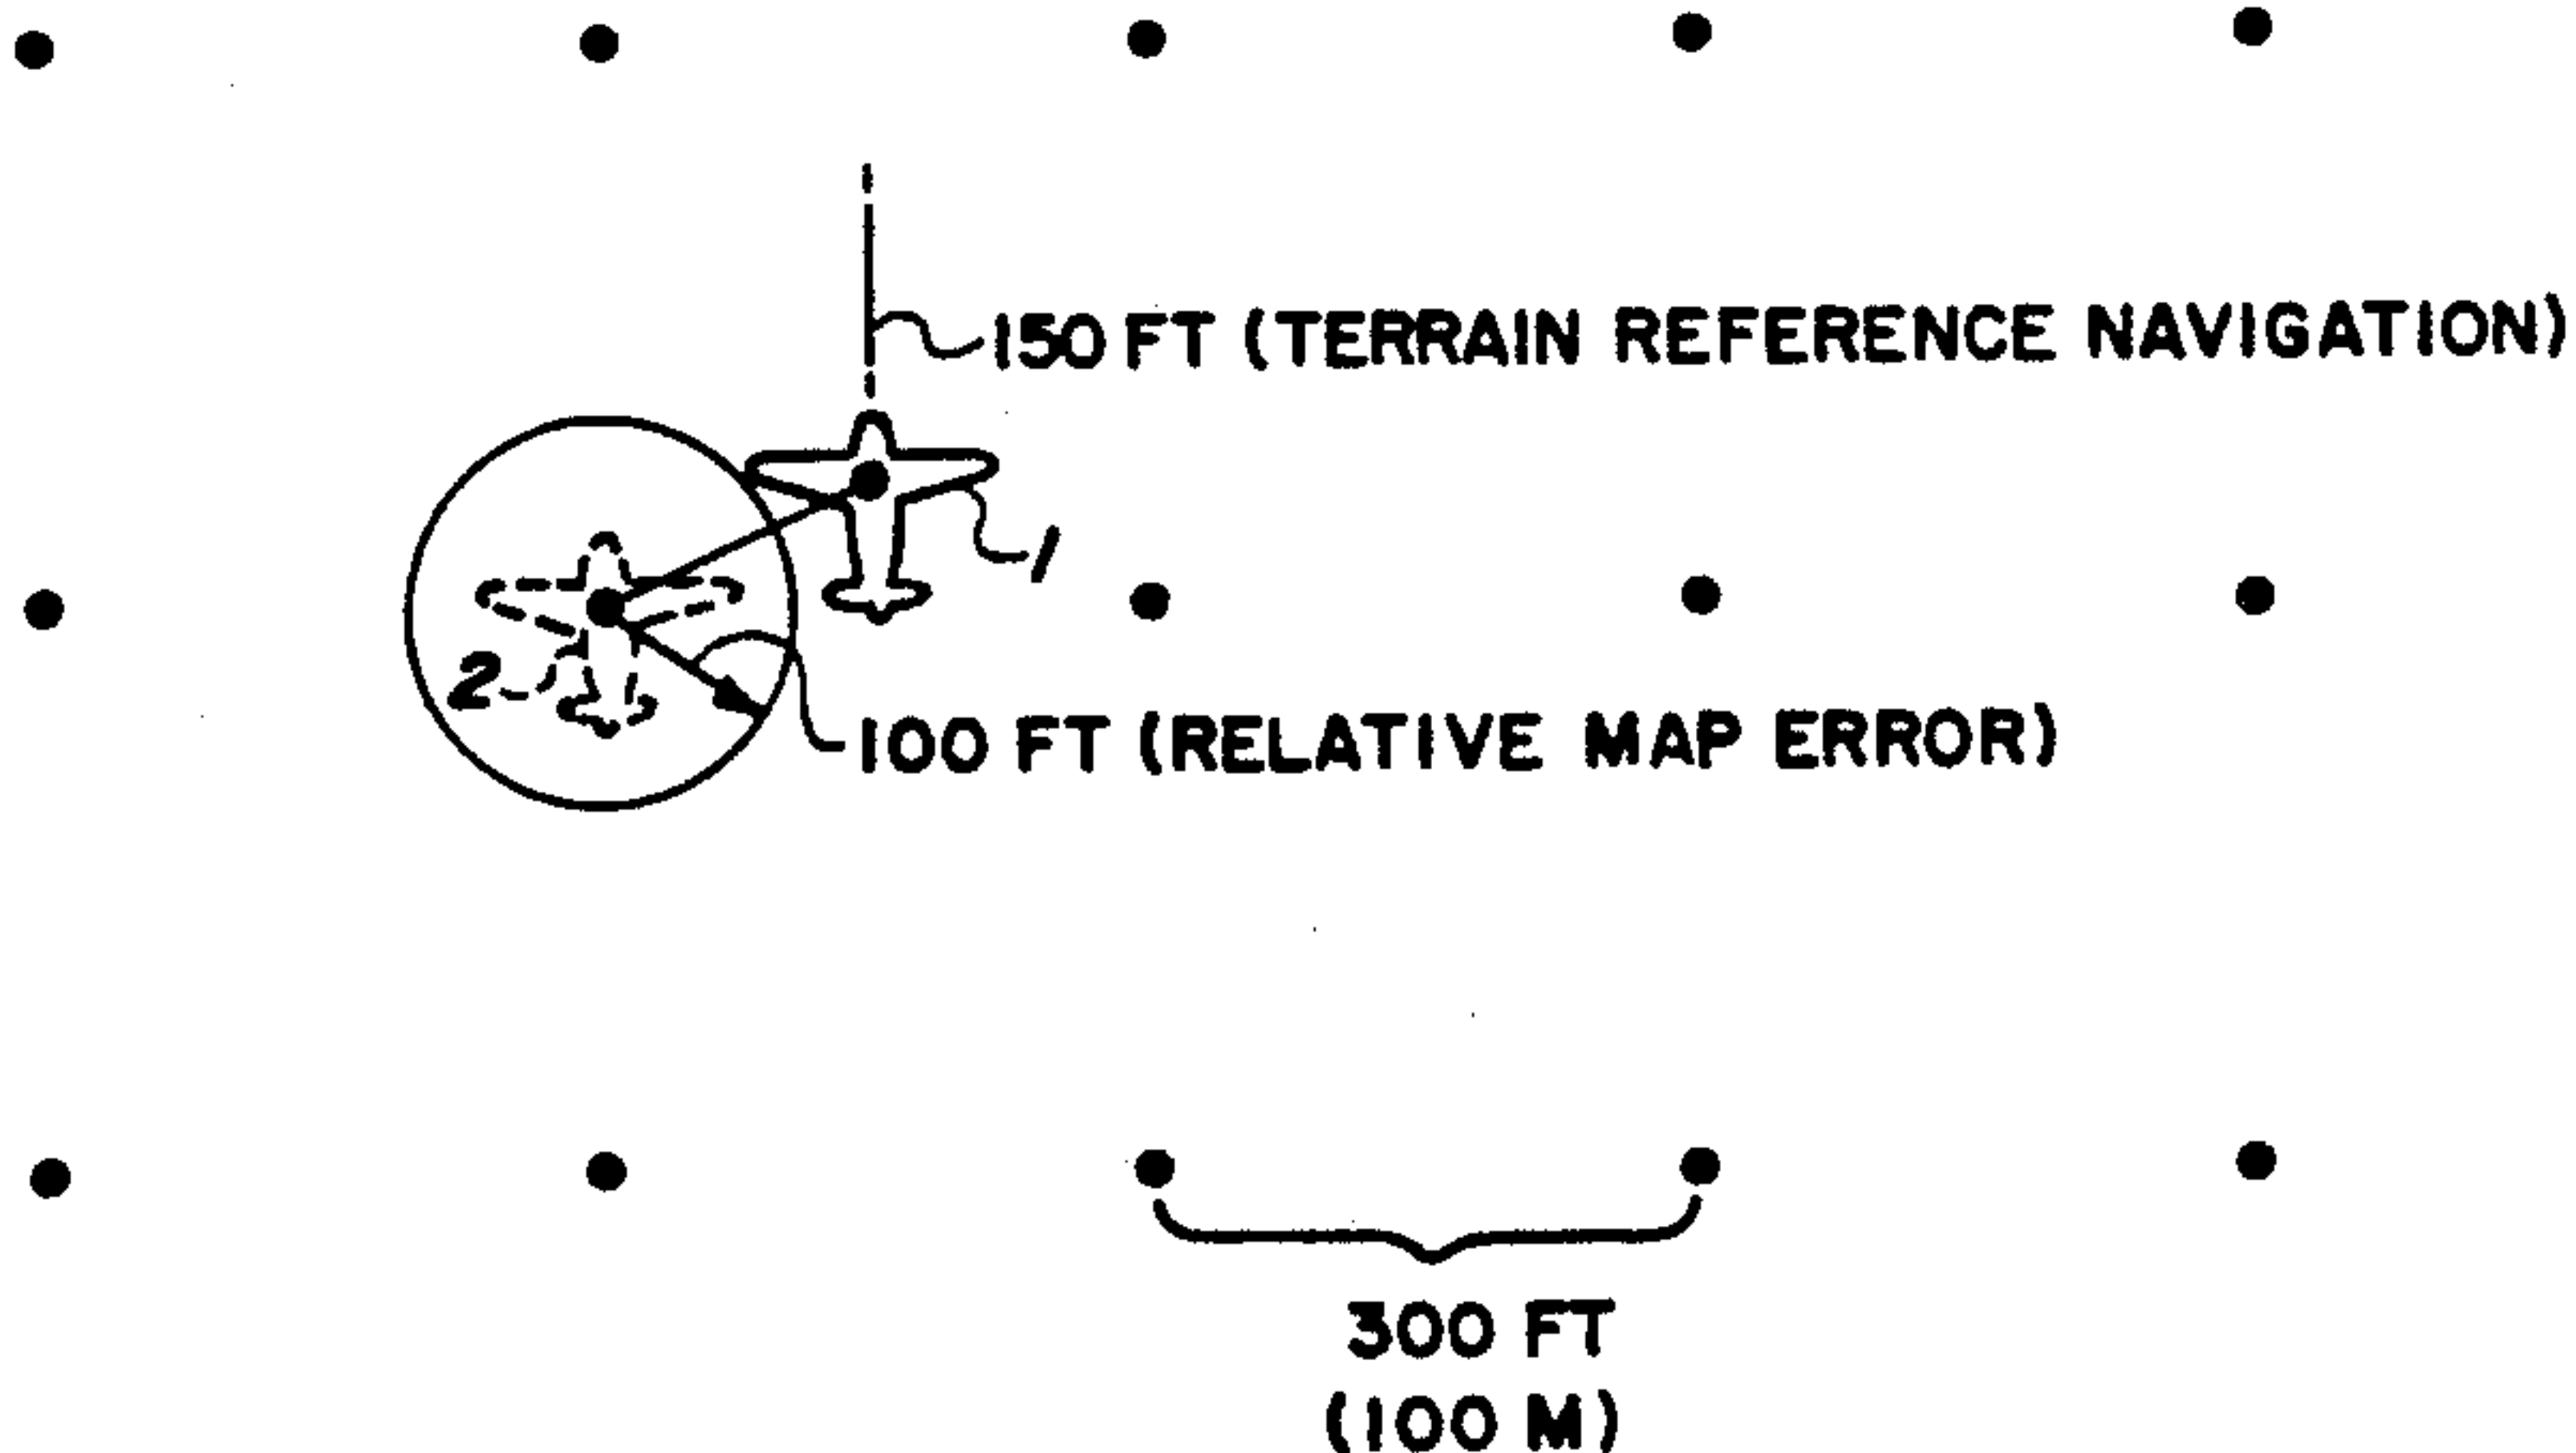 150 FT (TERRAIN REFERENCE NAVIGATION)
1
2
100 FT (RELATIVE MAP ERROR)
300 FT
(100 M)